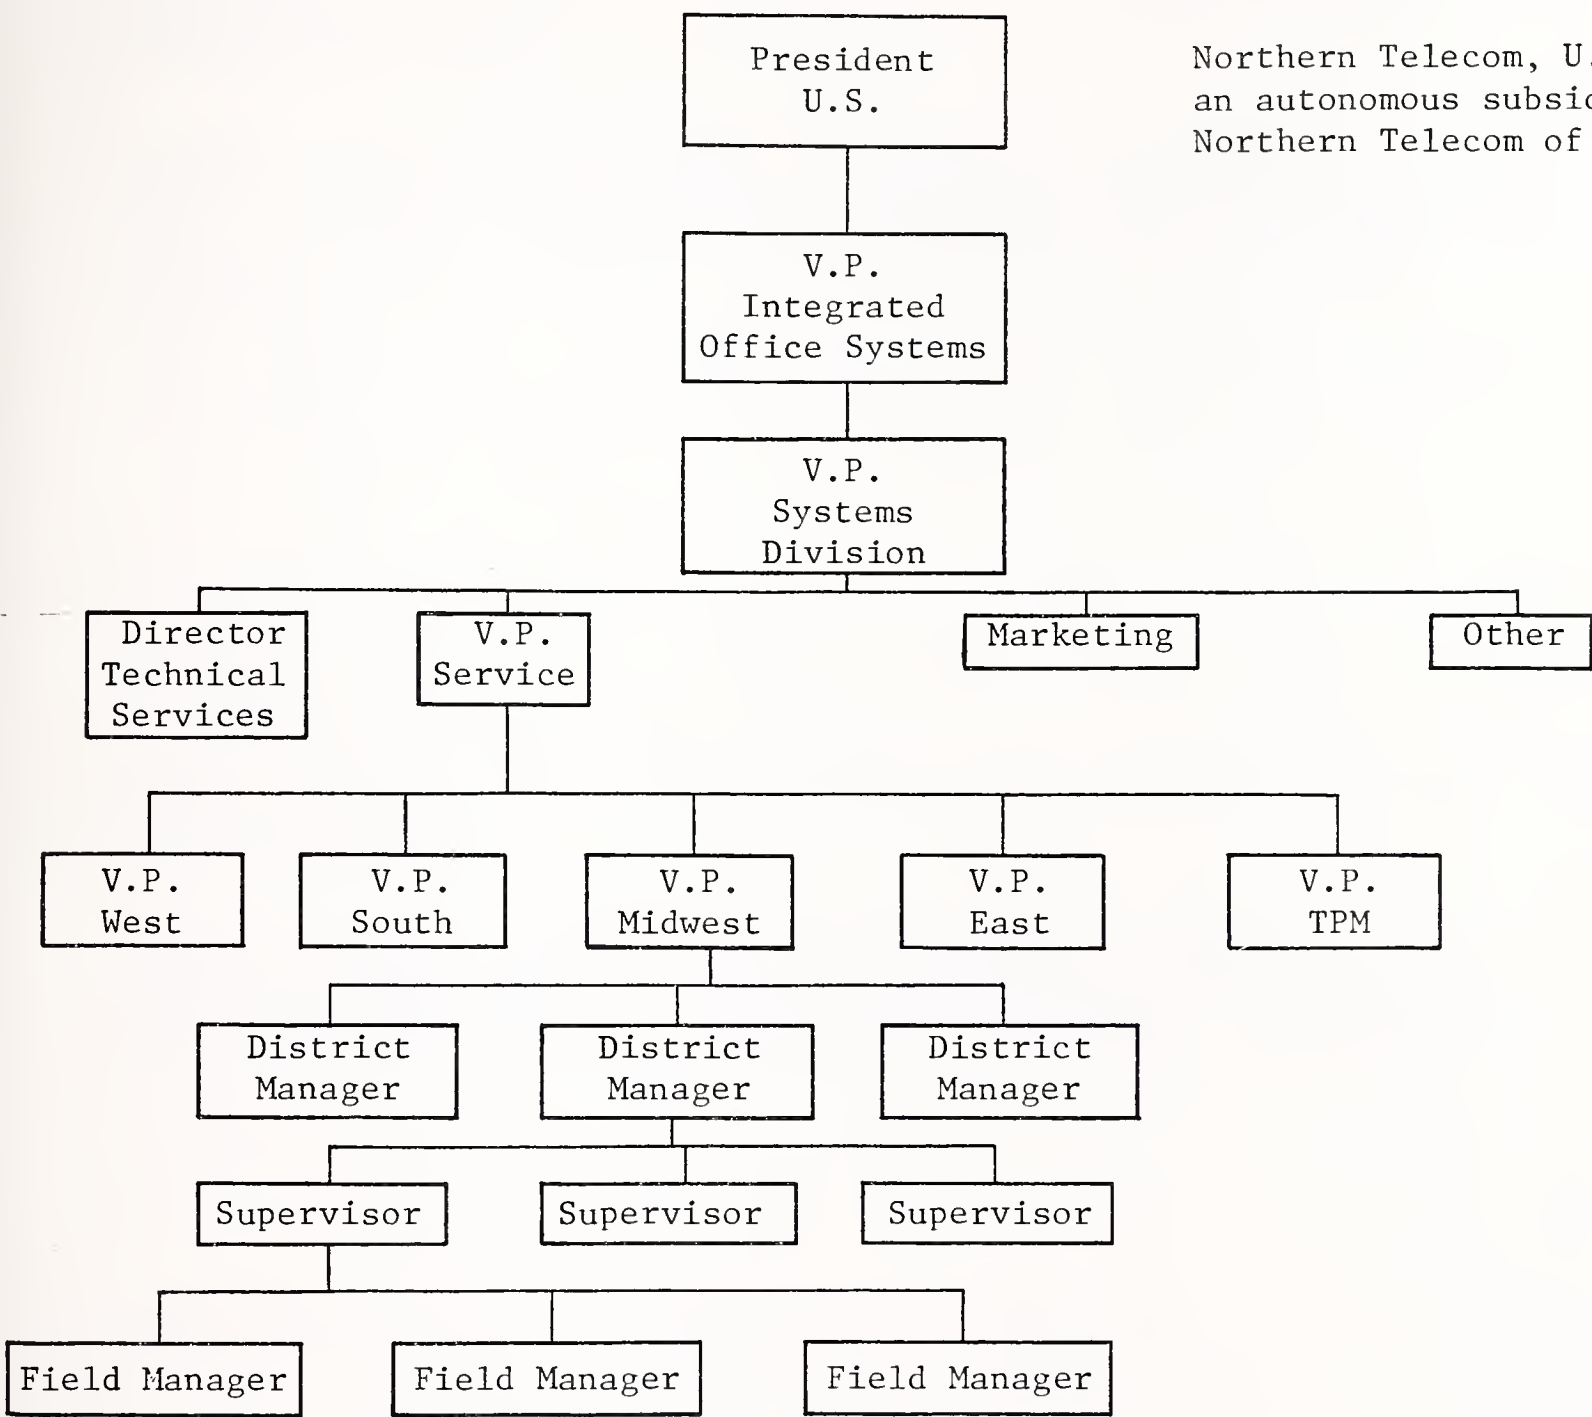 President
U.S.
Northern Telecom, U.
an autonomous
Northern Telecom of
V.P.
Integrated
Office Systems
V.P.
Systems
Division
Director
Technical
Services
V.P.
Service
Marketing
Other
V.P.
West
V.P.
South
V.P.
Midwest
V.P.
East
V.P.
TPM
District
Manager
District
Manager
District
Manager
Supervisor
Supervisor
Supervisor
Field Manager
Field Manager
Field Manager